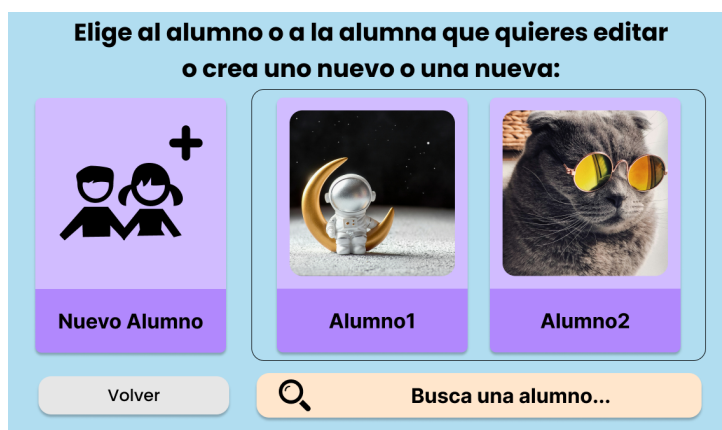 Elige al alumno o a la alumna que quieres editar
o crea uno nuevo o una nueva:
Nuevo Alumno
Alumno1
Alumno2
Volver
Busca una alumno...